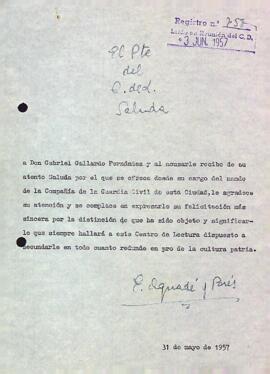 Registro n.º 757
Leído en Reunión del C. D.
3 JUN. 1957
El Pte
del
C. de L.
Saluda
a Don Gabriel Gallardo Fernández y al acusarle recibo de su
atento Saluda por el que se ofrece desde su cargo del mando
de la Compañía de la Guardia Civil de esta Ciudad, le agradece
su atención y se complace en expresarle su felicitación más
sincera por la distinción de que ha sido objeto y significar-
le que siempre hallará a este Centro de Lectura dispuesto a
secundarle en todo cuanto redunde en pro de la cultura patria.
E. Aguadé y Parés
31 de mayo de 1957